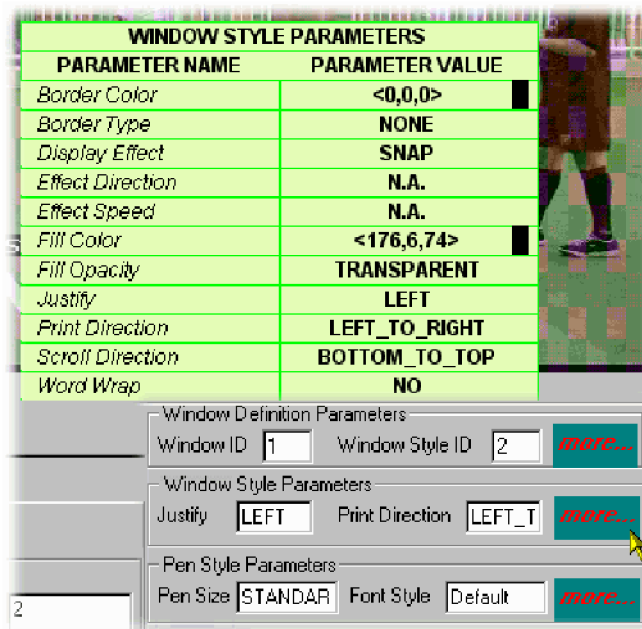 WINDOW STYLE PARAMETERS
PARAMETER NAME PARAMETER VALUE
Border Color <0,0,0>
Border Type NONE
Display Effect SNAP
Effect Direction N.A.
Effect Speed N.A.
Fill Color <176,6,74>
Fill Opacity TRANSPARENT
Justify LEFT
Print Direction LEFT_TO_RIGHT
Scroll Direction BOTTOM_TO_TOP
Word Wrap NO
Window Definition Parameters
Window ID 1 Window Style ID 2 more...
Window Style Parameters
Justify LEFT Print Direction LEFT_T more...
Pen Style Parameters
2 Pen Size STANDAR Font Style Default more...